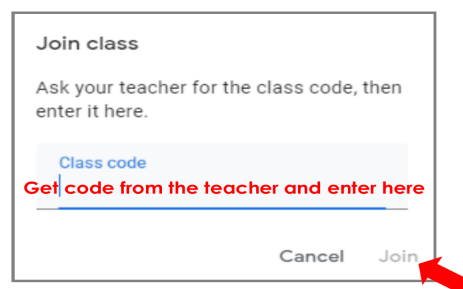 Join class
Ask your teacher for the class code, then
enter it here.
Class code
Get code from the teacher and enter here
Cancel Join